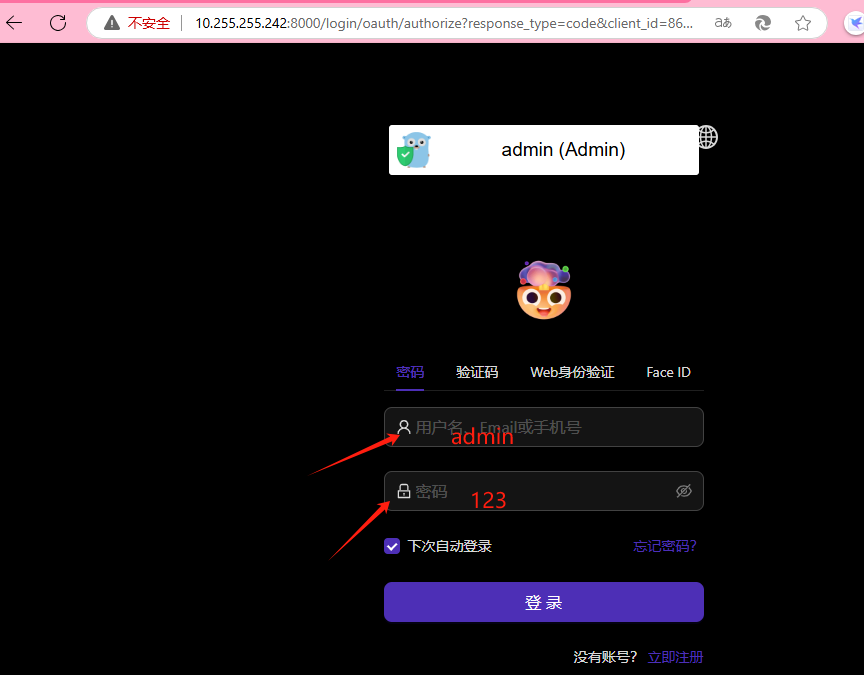 不安全 10.255.255.242:8000/login/oauth/authorize?response_type=code&client_id=86...
admin (Admin)
密码 验证码 Web身份验证 Face ID
用户名、Email或手机号
admin
密码
123
下次自动登录 忘记密码?
登 录
没有账号? 立即注册